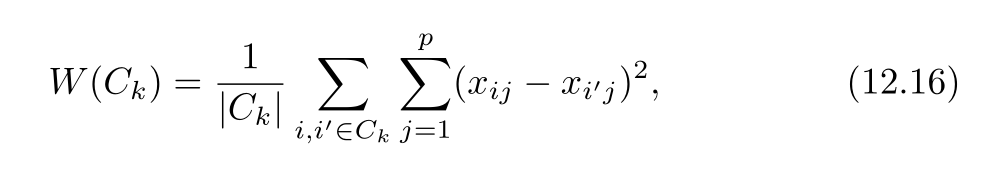 W(C_k) = \frac{1}{|C_k|} \sum_{i,i' \in C_k} \sum_{j=1}^{p} (x_{ij} - x_{i'j})^2, (12.16)